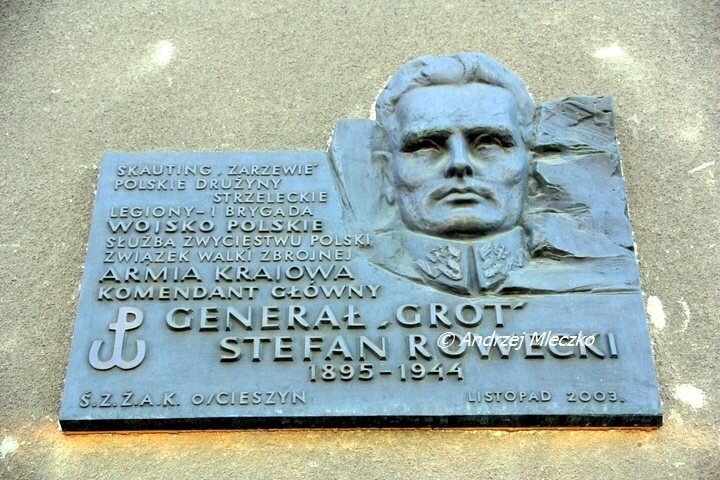 SKAUTING „ZARZEWIE"
POLSKIE DRUŻYNY
STRZELECKIE
LEGIONY-I BRYGADA
WOJSKO POLSKIE
SŁUŻBA ZWYCIĘSTWU POLSKI
ZWIĄZEK WALKI ZBROJNEJ
ARMIA KRAJOWA
KOMENDANT GŁÓWNY
GENERAŁ „GROT"
© Andrzej Mleczko
STEFAN ROWECKI
1895-1944
Ś.Z.Ż.A.K. O/CIESZYN LISTOPAD 2003.